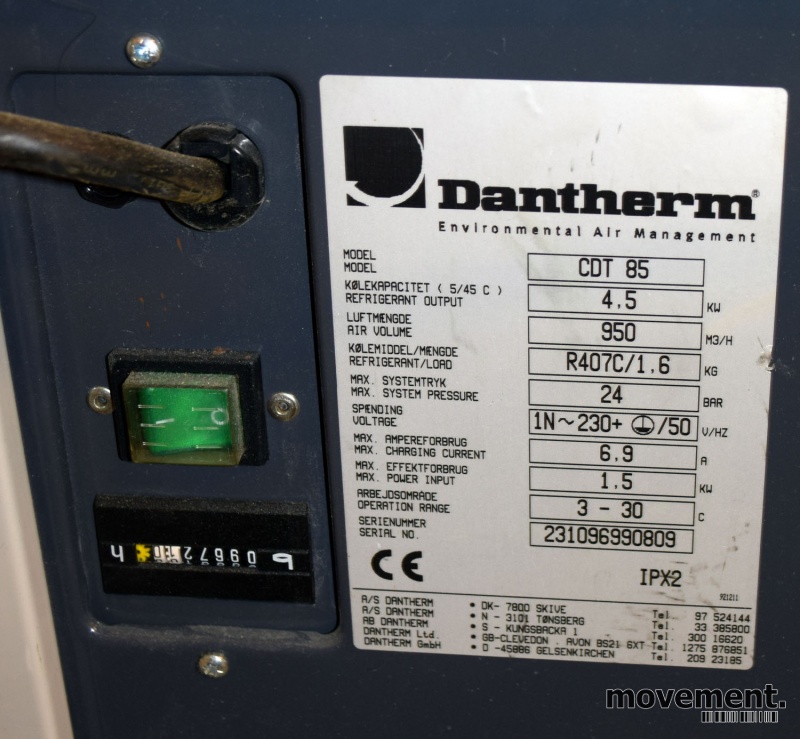 Dantherm®
Environmental Air Management
MODEL
MODEL
CDT 85
KØLEKAPACITET ( 5/45 C )
REFRIGERANT OUTPUT
4,5 KW
LUFTMÆNGDE
AIR VOLUME
950 M3/H
KØLEMIDDEL/MÆNGDE
REFRIGERANT/LOAD
R407C/1,6 KG
MAX. SYSTEMTRYK
MAX. SYSTEM PRESSURE
24 BAR
SPENDING
VOLTAGE
1N~230+ /50 V/HZ
MAX. AMPEREFORBRUG
MAX. CHARGING CURRENT
6,9 A
MAX. EFFEKTFORBRUG
MAX. POWER INPUT
1,5 KW
ARBEJDSOMRÅDE
OPERATION RANGE
3 - 30 C
SERIENUMMER
SERIAL NO.
231096990809
CE
IPX2
921211
A/S DANTHERM • DK- 7800 SKIVE Tel. 97 524144
A/S DANTHERM • N - 3101 TØNSBERG Tel. 33 385800
AB DANTHERM • S - KUNGSBACKA 1 Tel. 300 16620
DANTHERM Ltd. • GB-CLEVEDON . AVON BS21 6XT Tel. 1275 876851
DANTHERM GmbH • D -45886 GELSENKIRCHEN Tel. 209 23185
h
movement.